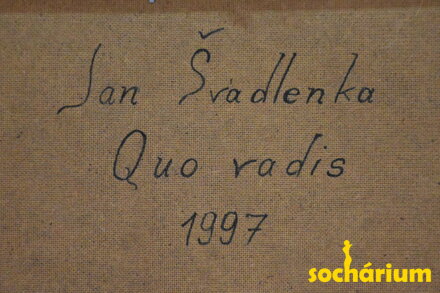 Jan Švadlenka
Quo vadis
1997
sochárium